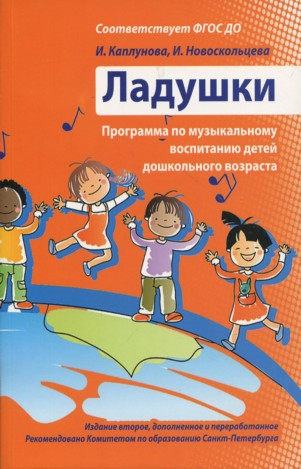 Соответствует ФГОС ДО
И. Каплунова, И. Новоскольцева
Ладушки
Программа по музыкальному
воспитанию детей
дошкольного возраста
Издание второе, дополненное и переработанное
Рекомендовано Комитетом по образованию Санкт-Петербурга